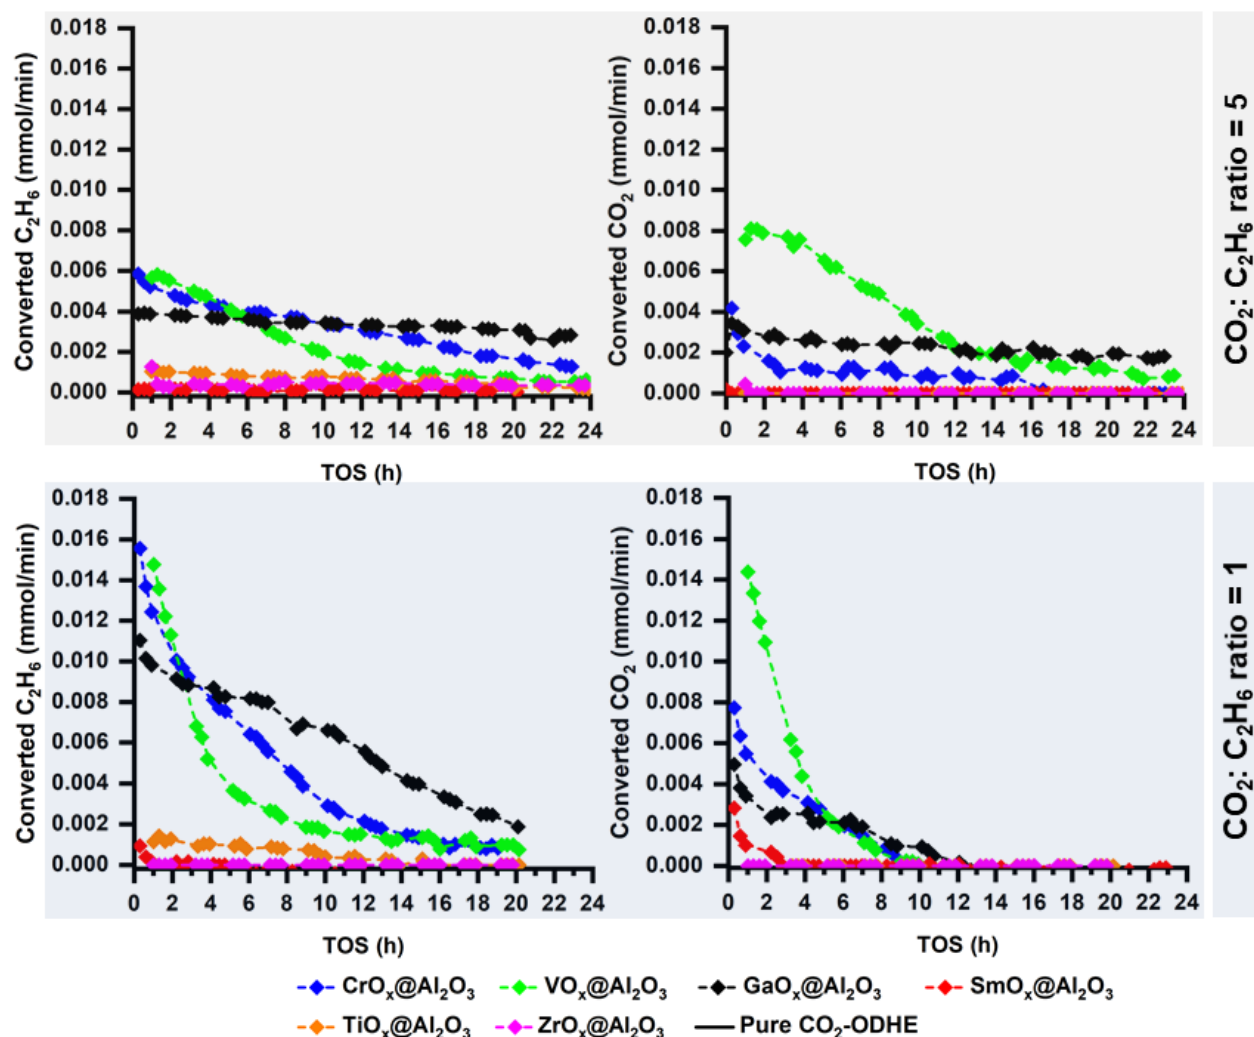 0.018
0.016
0.014
0.012
0.010
0.008
0.006
0.004
0.002
0.000
Converted C₂H₆ (mmol/min)
0 2 4 6 8 10 12 14 16 18 20 22 24
TOS (h)
0.018
0.016
0.014
0.012
0.010
0.008
0.006
0.004
0.002
0.000
Converted CO₂ (mmol/min)
0 2 4 6 8 10 12 14 16 18 20 22 24
TOS (h)
CO₂: C₂H₆ ratio = 5
0.018
0.016
0.014
0.012
0.010
0.008
0.006
0.004
0.002
0.000
Converted C₂H₆ (mmol/min)
0 2 4 6 8 10 12 14 16 18 20 22 24
TOS (h)
0.018
0.016
0.014
0.012
0.010
0.008
0.006
0.004
0.002
0.000
Converted CO₂ (mmol/min)
0 2 4 6 8 10 12 14 16 18 20 22 24
TOS (h)
CO₂: C₂H₆ ratio = 1
CrOₓ@Al₂O₃ VOₓ@Al₂O₃ GaOₓ@Al₂O₃ SmOₓ@Al₂O₃
TiOₓ@Al₂O₃ ZrOₓ@Al₂O₃ Pure CO₂-ODHE